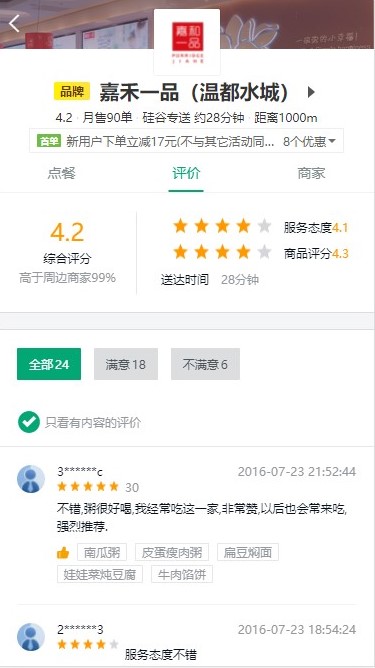 一品一粥的小幸福！
嘉和
一品
品牌 嘉禾一品（温都水城）
4.2 · 月售90单 · 硅谷专送 约28分钟 · 距离1000m
首单 新用户下单立减17元(不与其它活动同... 8个优惠
点餐 评价 商家
4.2
综合评分
高于周边商家99%
服务态度4.1
商品评分4.3
送达时间 28分钟
全部24 满意18 不满意6
只看有内容的评价
3******c 2016-07-23 21:52:44
30
不错,粥很好喝,我经常吃这一家,非常赞,以后也会常来吃,
强烈推荐.
南瓜粥 皮蛋瘦肉粥 扁豆焖面
娃娃菜炖豆腐 牛肉馅饼
2******3 2016-07-23 18:54:24
服务态度不错